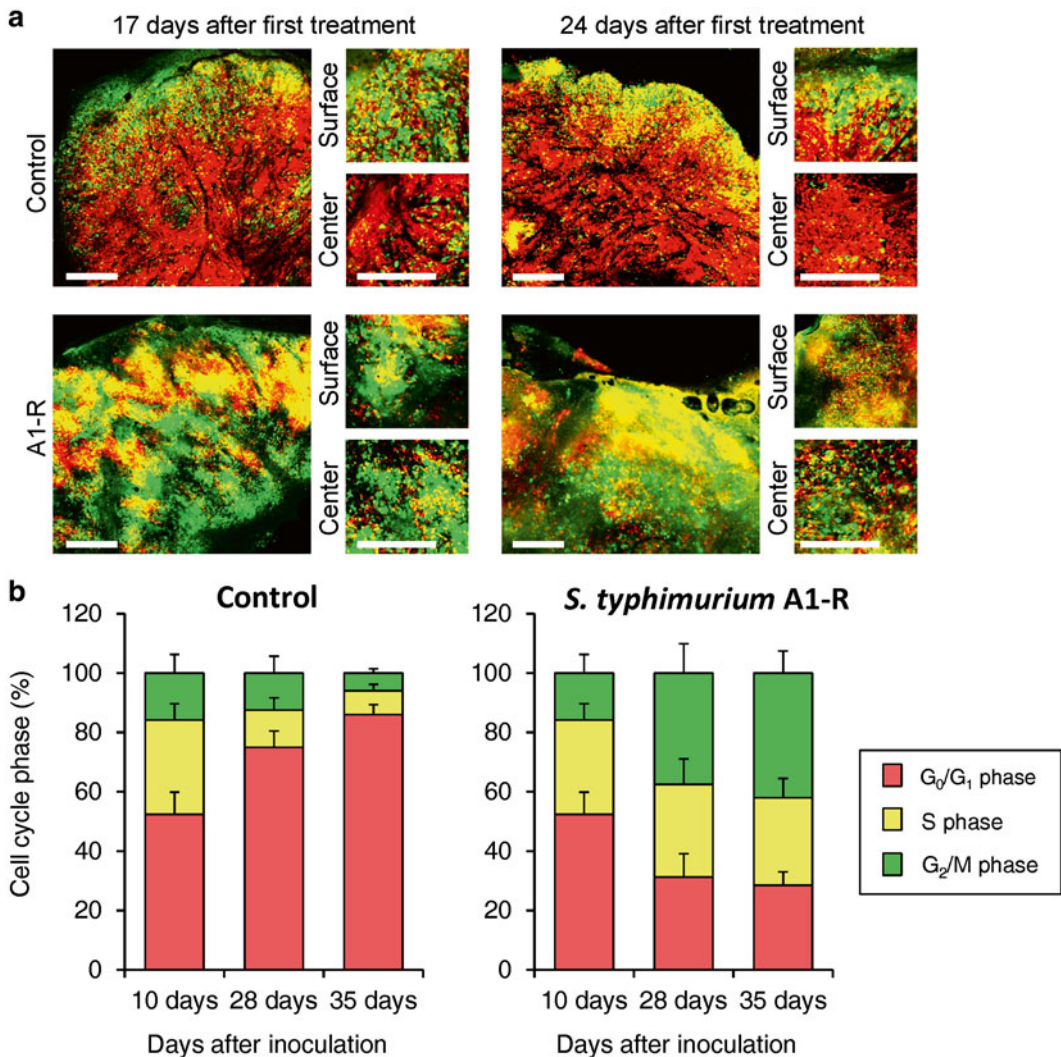 a
17 days after first treatment
24 days after first treatment
Control
Surface
Center
Surface
Center
A1-R
Surface
Center
Surface
Center
b
Control
S. typhimurium A1-R
Cell cycle phase (%)
120
100
80
60
40
20
0
10 days
28 days
35 days
Days after inoculation
120
100
80
60
40
20
0
10 days
28 days
35 days
Days after inoculation
G₀/G₁ phase
S phase
G₂/M phase